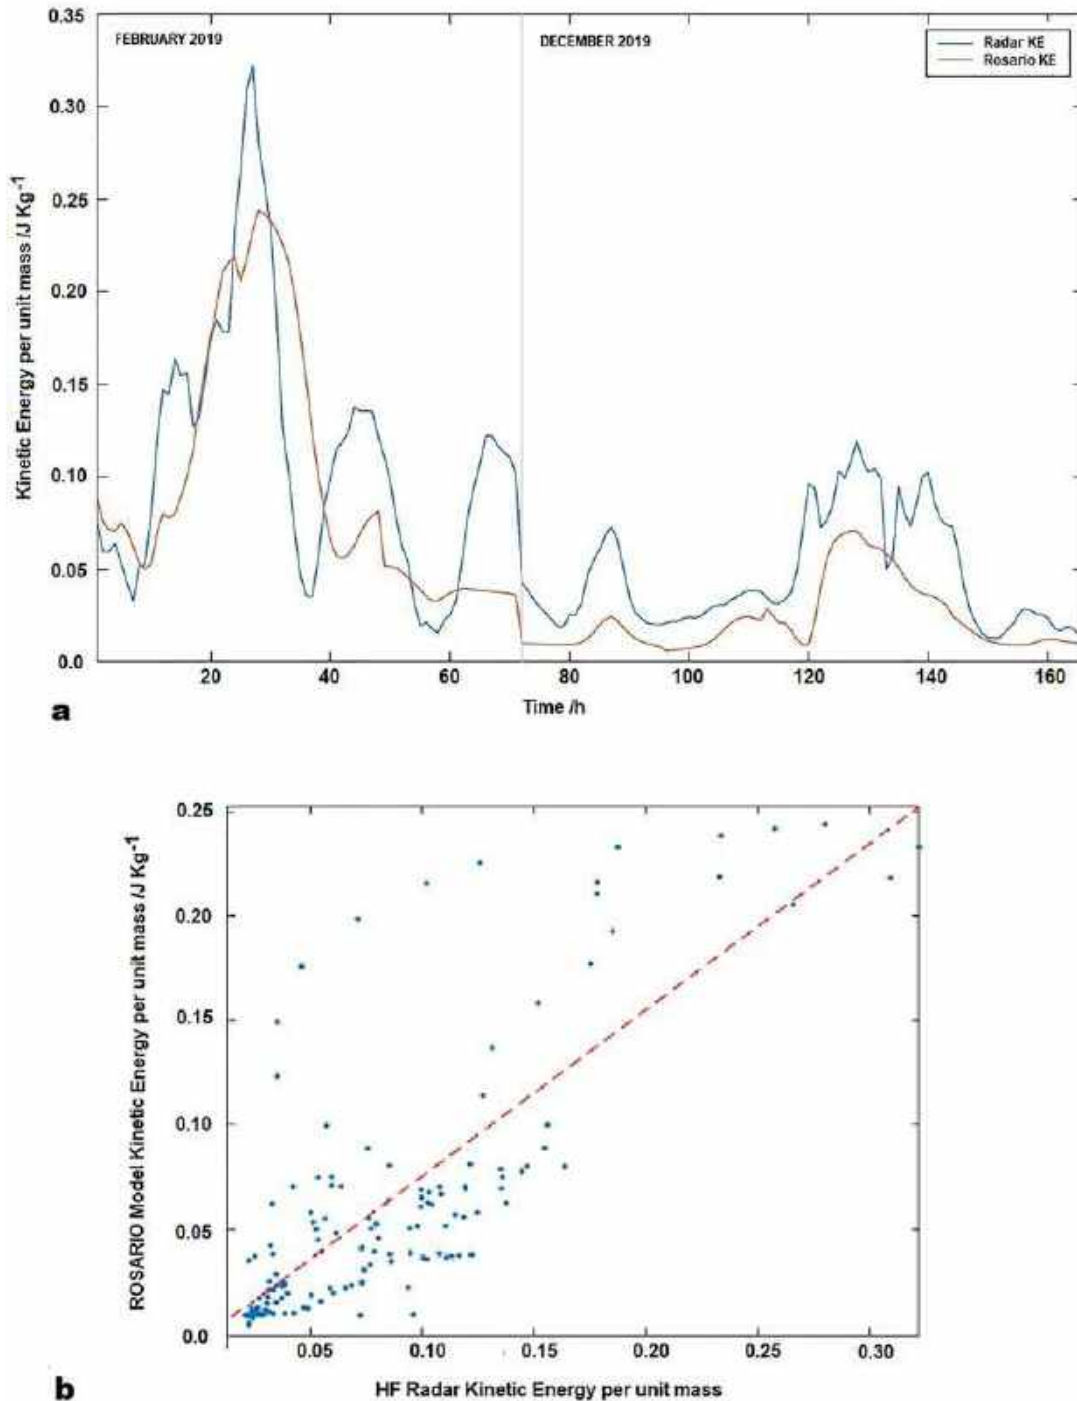 0.35
FEBRUARY 2019
DECEMBER 2019
Radar KE
Rosario KE
0.30
0.25
0.20
0.15
0.10
0.05
0.0
Kinetic Energy per unit mass /J Kg-1
20 40 60 80 100 120 140 160
Time /h
a
0.25
0.20
0.15
0.10
0.05
0.0
ROSARIO Model Kinetic Energy per unit mass /J Kg-1
0.05 0.10 0.15 0.20 0.25 0.30
HF Radar Kinetic Energy per unit mass
b